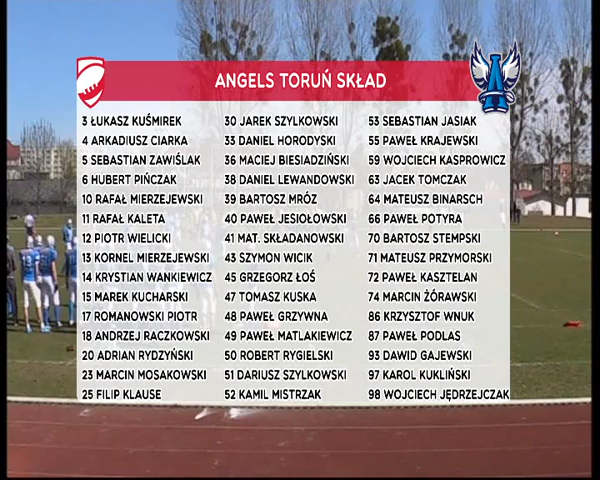 ANGELS TORUŃ SKŁAD
3 ŁUKASZ KUŚMIREK
4 ARKADIUSZ CIARKA
5 SEBASTIAN ZAWIŚLAK
6 HUBERT PIŃCZAK
10 RAFAŁ MIERZEJEWSKI
11 RAFAŁ KALETA
12 PIOTR WIELICKI
13 KORNEL MIERZEJEWSKI
14 KRYSTIAN WANKIEWICZ
15 MAREK KUCHARSKI
17 ROMANOWSKI PIOTR
18 ANDRZEJ RACZKOWSKI
20 ADRIAN RYDZYŃSKI
23 MARCIN MOSAKOWSKI
25 FILIP KLAUSE
30 JAREK SZYLKOWSKI
33 DANIEL HORODYSKI
36 MACIEJ BIESIADZIŃSKI
38 DANIEL LEWANDOWSKI
39 BARTOSZ MRÓZ
40 PAWEŁ JESIOŁOWSKI
41 MAT. SKŁADANOWSKI
43 SZYMON WICIK
45 GRZEGORZ ŁOŚ
47 TOMASZ KUSKA
48 PAWEŁ GRZYWNA
49 PAWEŁ MATLAKIEWICZ
50 ROBERT RYGIELSKI
51 DARIUSZ SZYLKOWSKI
52 KAMIL MISTRZAK
53 SEBASTIAN JASIAK
55 PAWEŁ KRAJEWSKI
59 WOJCIECH KASPROWICZ
63 JACEK TOMCZAK
64 MATEUSZ BINARSCH
66 PAWEŁ POTYRA
70 BARTOSZ STEMPSKI
71 MATEUSZ PRZYMORSKI
72 PAWEŁ KASZTELAN
74 MARCIN ŻÓRAWSKI
86 KRZYSZTOF WNUK
87 PAWEŁ PODLAS
93 DAWID GAJEWSKI
97 KAROL KUKLIŃSKI
98 WOJCIECH JĘDRZEJCZAK